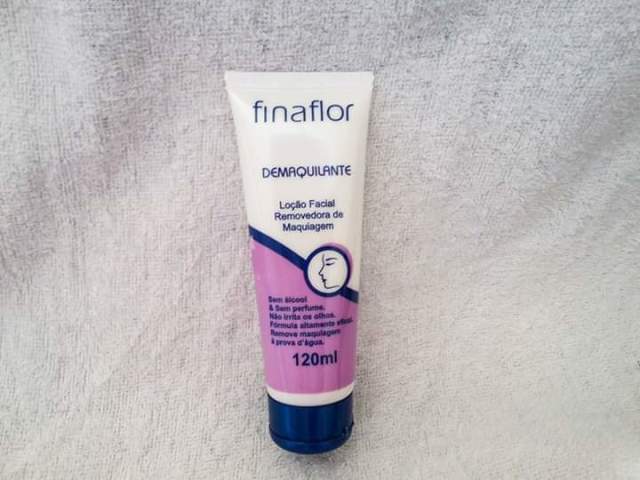 finaflor
DEMAQUILANTE
Loção Facial
Removedora de
Maquiagem
Sem álcool
& Sem perfume.
Não irrita os olhos.
Fórmula altamente eficaz.
Remove maquiagem
à prova d'água.
120ml